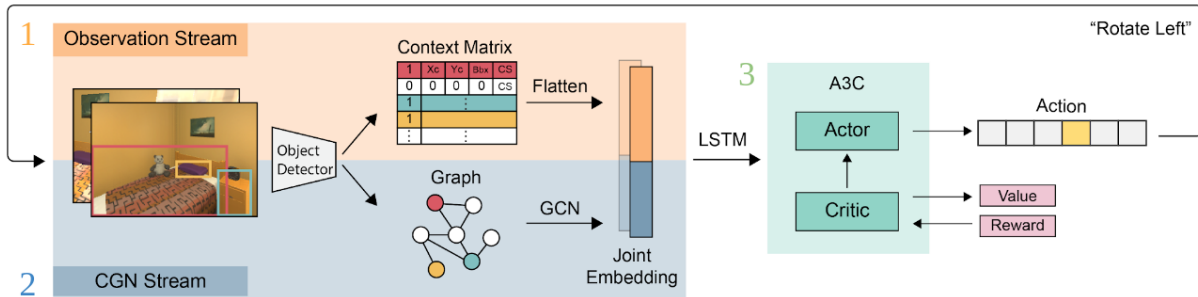 1
Observation Stream
Context Matrix
1 Xc Yc Bbx CS
0 0 0 0 CS
1 ⋮
1
⋮ ⋮
Flatten
Object
Detector
Graph
GCN
Joint
Embedding
2
CGN Stream
LSTM
3
A3C
Actor
Critic
"Rotate Left"
Action
Value
Reward